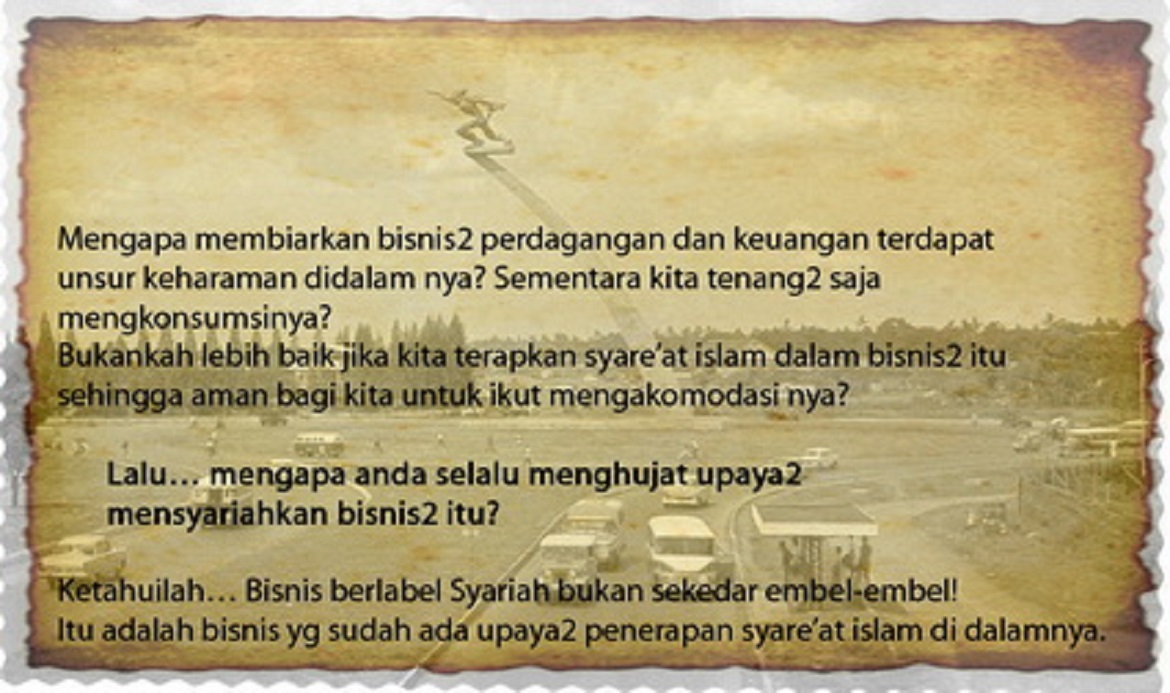 Mengapa membiarkan bisnis2 perdagangan dan keuangan terdapat
unsur keharaman didalam nya? Sementara kita tenang2 saja
mengkonsumsinya?
Bukankah lebih baik jika kita terapkan syare'at islam dalam bisnis2 itu
sehingga aman bagi kita untuk ikut mengakomodasi nya?
Lalu... mengapa anda selalu menghujat upaya2
mensyariahkan bisnis2 itu?
Ketahuilah... Bisnis berlabel Syariah bukan sekedar embel-embel!
Itu adalah bisnis yg sudah ada upaya2 penerapan syare'at islam di dalamnya.